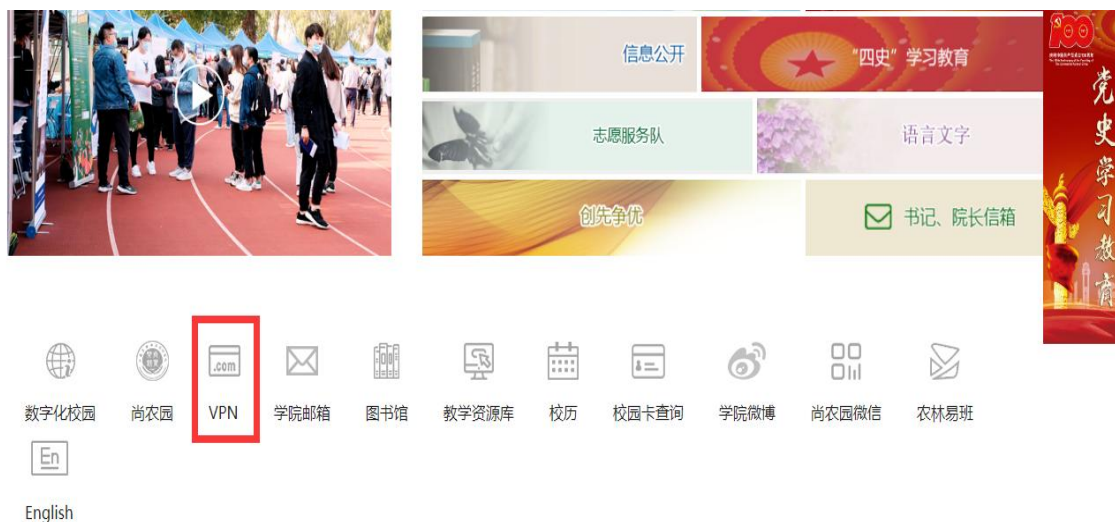 信息公开
“四史”学习教育
志愿服务队
语言文字
创先争优
书记、院长信箱
100
党史学习教育
.com
数字化校园
尚农园
VPN
学院邮箱
图书馆
教学资源库
校历
校园卡查询
学院微博
尚农园微信
农林易班
En
English